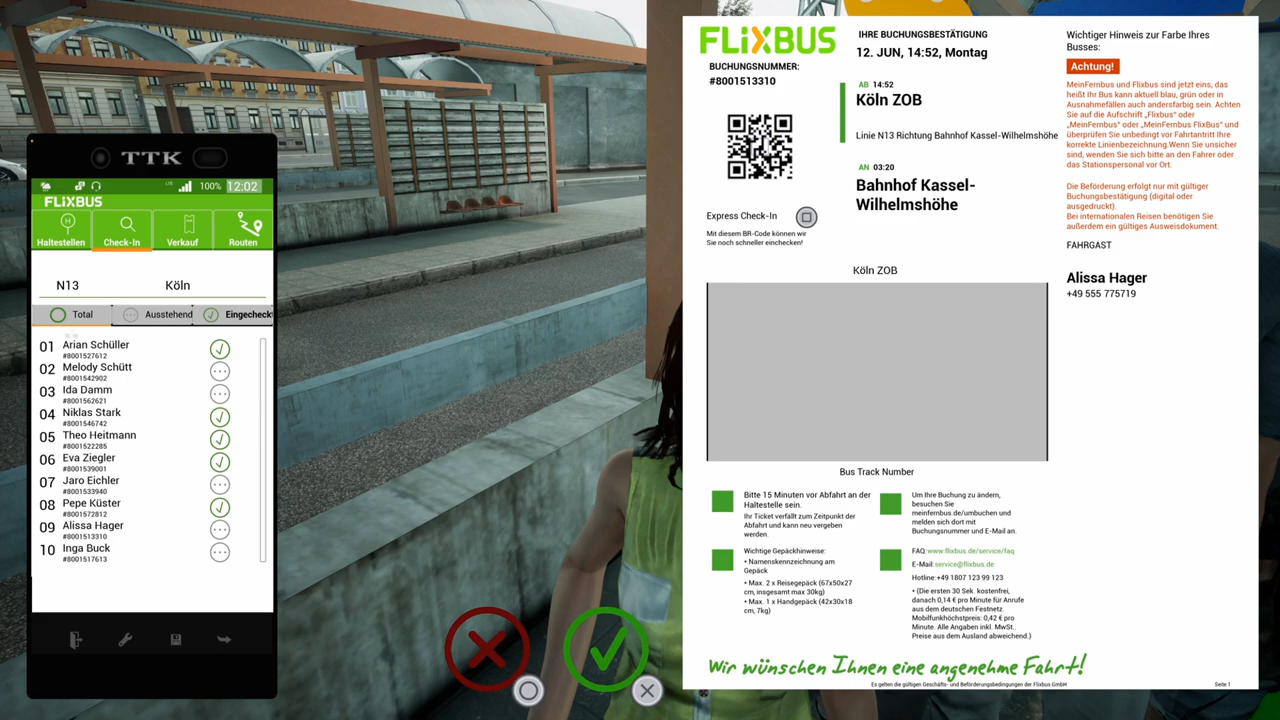 TTK
LTE 100% 12:02
FLiXBUS
Haltestellen Check-In Verkauf Routen
N13 Köln
Total Ausstehend Eingecheckt
01 Arian Schüller
#8001527612
02 Melody Schütt
#8001542902
03 Ida Damm
#8001562621
04 Niklas Stark
#8001546742
05 Theo Heitmann
#8001522285
06 Eva Ziegler
#8001539001
07 Jaro Eichler
#8001533940
08 Pepe Küster
#8001572812
09 Alissa Hager
#8001513310
10 Inga Buck
#8001517613
FLiXBUS
BUCHUNGSNUMMER:
#8001513310
Express Check-In
Mit diesem BR-Code können wir
Sie noch schneller einchecken!
IHRE BUCHUNGSBESTÄTIGUNG
12. JUN, 14:52, Montag
AB 14:52
Köln ZOB
Linie N13 Richtung Bahnhof Kassel-Wilhelmshöhe
AN 03:20
Bahnhof Kassel-
Wilhelmshöhe
Wichtiger Hinweis zur Farbe Ihres
Busses:
Achtung!
MeinFernbus und Flixbus sind jetzt eins, das
heißt Ihr Bus kann aktuell blau, grün oder in
Ausnahmefällen auch andersfarbig sein. Achten
Sie auf die Aufschrift „Flixbus“ oder
„MeinFernbus“ oder „MeinFernbus FlixBus“ und
überprüfen Sie unbedingt vor Fahrtantritt Ihre
korrekte Linienbezeichnung.Wenn Sie unsicher
sind, wenden Sie sich bitte an den Fahrer oder
das Stationspersonal vor Ort.
Die Beförderung erfolgt nur mit gültiger
Buchungsbestätigung (digital oder
ausgedruckt).
Bei internationalen Reisen benötigen Sie
außerdem ein gültiges Ausweisdokument.
FAHRGAST
Alissa Hager
+49 555 775719
Köln ZOB
Bus Track Number
Bitte 15 Minuten vor Abfahrt an der
Haltestelle sein.
Ihr Ticket verfällt zum Zeitpunkt der
Abfahrt und kann neu vergeben
werden.
Wichtige Gepäckhinweise:
• Namenskennzeichnung am
Gepäck
• Max. 2 x Reisegepäck (67x50x27
cm, insgesamt max 30kg)
• Max. 1 x Handgepäck (42x30x18
cm, 7kg)
Um Ihre Buchung zu ändern,
besuchen Sie
meinfernbus.de/umbuchen und
melden sich dort mit
Buchungsnummer und E-Mail an.
FAQ:www.flixbus.de/service/faq
E-Mail:service@flixbus.de
Hotline:+49 1807 123 99 123
• (Die ersten 30 Sek. kostenfrei,
danach 0,14 € pro Minute für Anrufe
aus dem deutschen Festnetz.
Mobilfunkhöchstpreis: 0,42 € pro
Minute. Alle Angaben inkl. MwSt..
Preise aus dem Ausland abweichend.)
Wir wünschen Ihnen eine angenehme Fahrt!
Es gelten die gültigen Geschäfts- und Beförderungsbedingungen der Flixbus GmbH
Seite 1